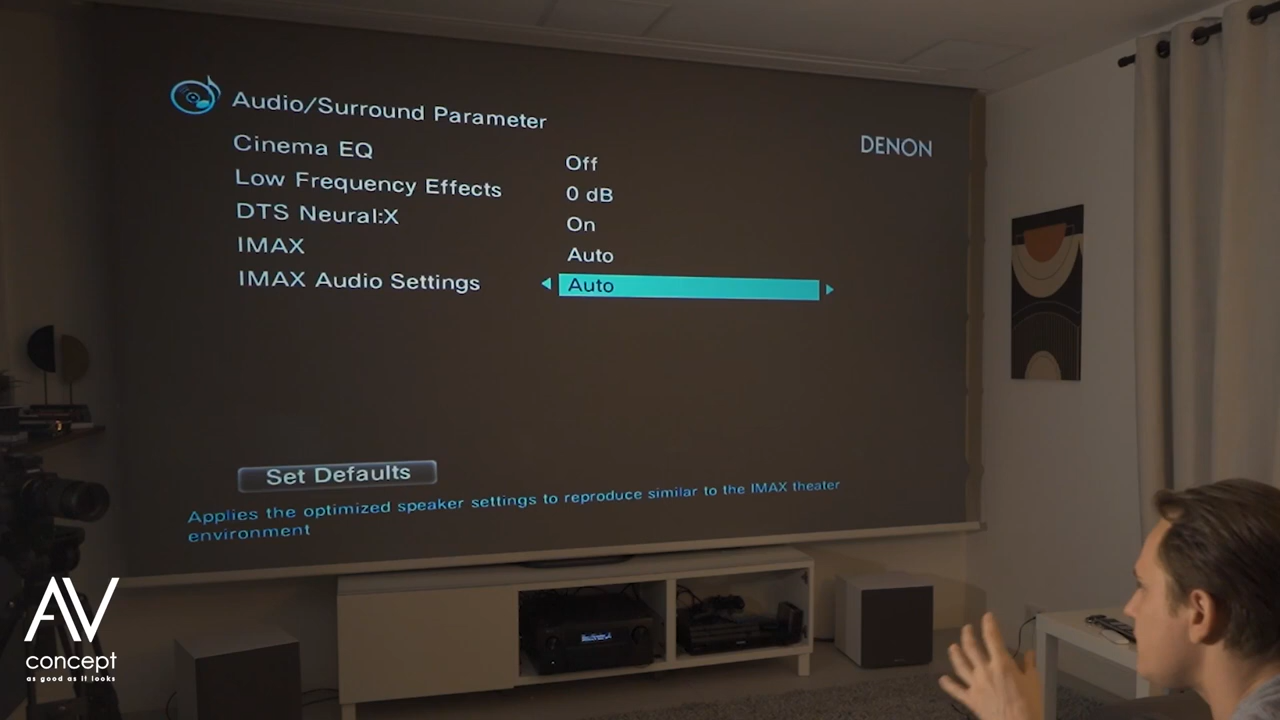 Audio/Surround Parameter
DENON
Cinema EQ Off
Low Frequency Effects 0 dB
DTS Neural:X On
IMAX Auto
IMAX Audio Settings Auto
Set Defaults
Applies the optimized speaker settings to reproduce similar to the IMAX theater
environment
AV
concept
as good as it looks